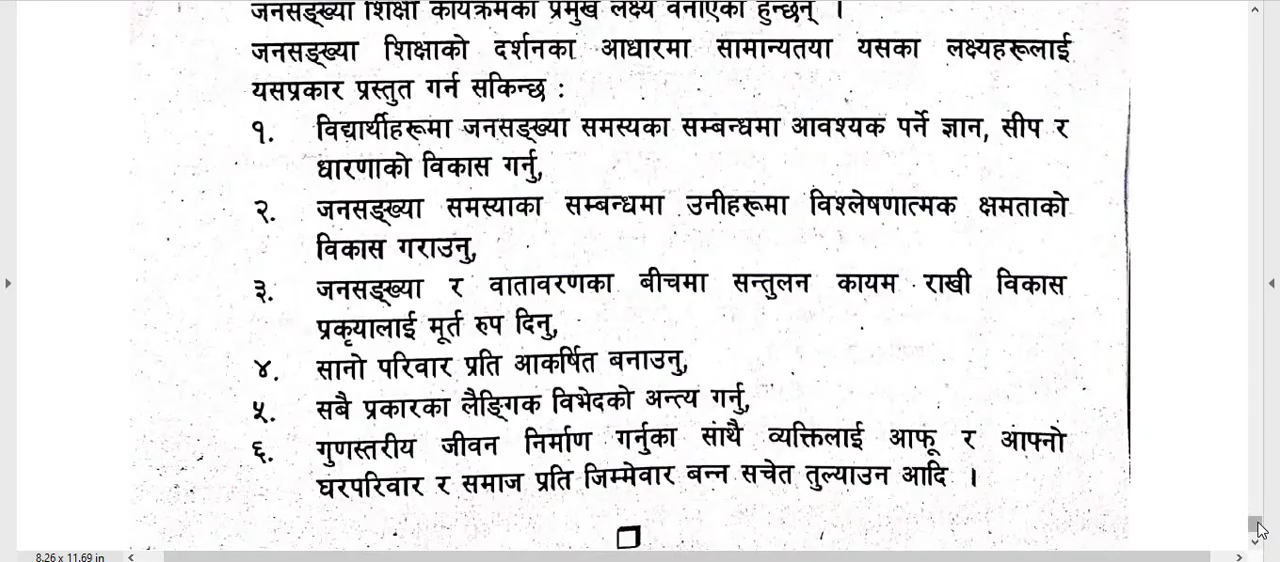 जनसङ्ख्या शिक्षा कार्यक्रमका प्रमुख लक्ष्य बनाएका हुन्छन् ।
जनसङ्ख्या शिक्षाको दर्शनका आधारमा सामान्यतया यसका लक्ष्यहरूलाई
यसप्रकार प्रस्तुत गर्न सकिन्छ :
१. विद्यार्थीहरूमा जनसङ्ख्या समस्यका सम्बन्धमा आवश्यक पर्ने ज्ञान, सीप र
धारणाको विकास गर्नु,
२. जनसङ्ख्या समस्याका सम्बन्धमा उनीहरूमा विश्लेषणात्मक क्षमताको
विकास गराउनु,
३. जनसङ्ख्या र वातावरणका बीचमा सन्तुलन कायम राखी विकास
प्रकृयालाई मूर्त रुप दिनु,
४. सानो परिवार प्रति आकर्षित बनाउनु,
५. सबै प्रकारका लैङ्गिक विभेदको अन्त्य गर्नु,
६. गुणस्तरीय जीवन निर्माण गर्नुका साथै व्यक्तिलाई आफू र आफ्नो
घरपरिवार र समाज प्रति जिम्मेवार बन्न सचेत तुल्याउन आदि ।
8.26 x 11.69 in